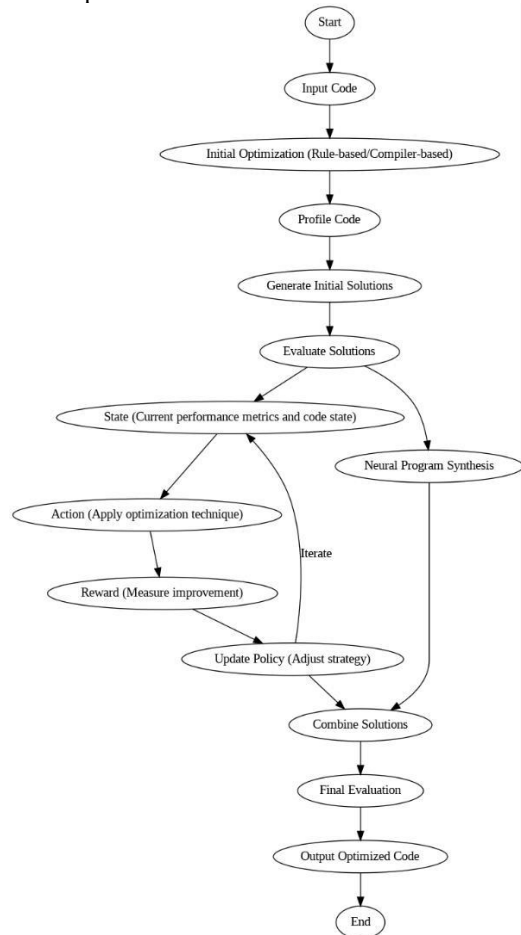 Start
Input Code
Initial Optimization (Rule-based/Compiler-based)
Profile Code
Generate Initial Solutions
Evaluate Solutions
State (Current performance metrics and code state)
Neural Program Synthesis
Action (Apply optimization technique)
Iterate
Reward (Measure improvement)
Update Policy (Adjust strategy)
Combine Solutions
Final Evaluation
Output Optimized Code
End